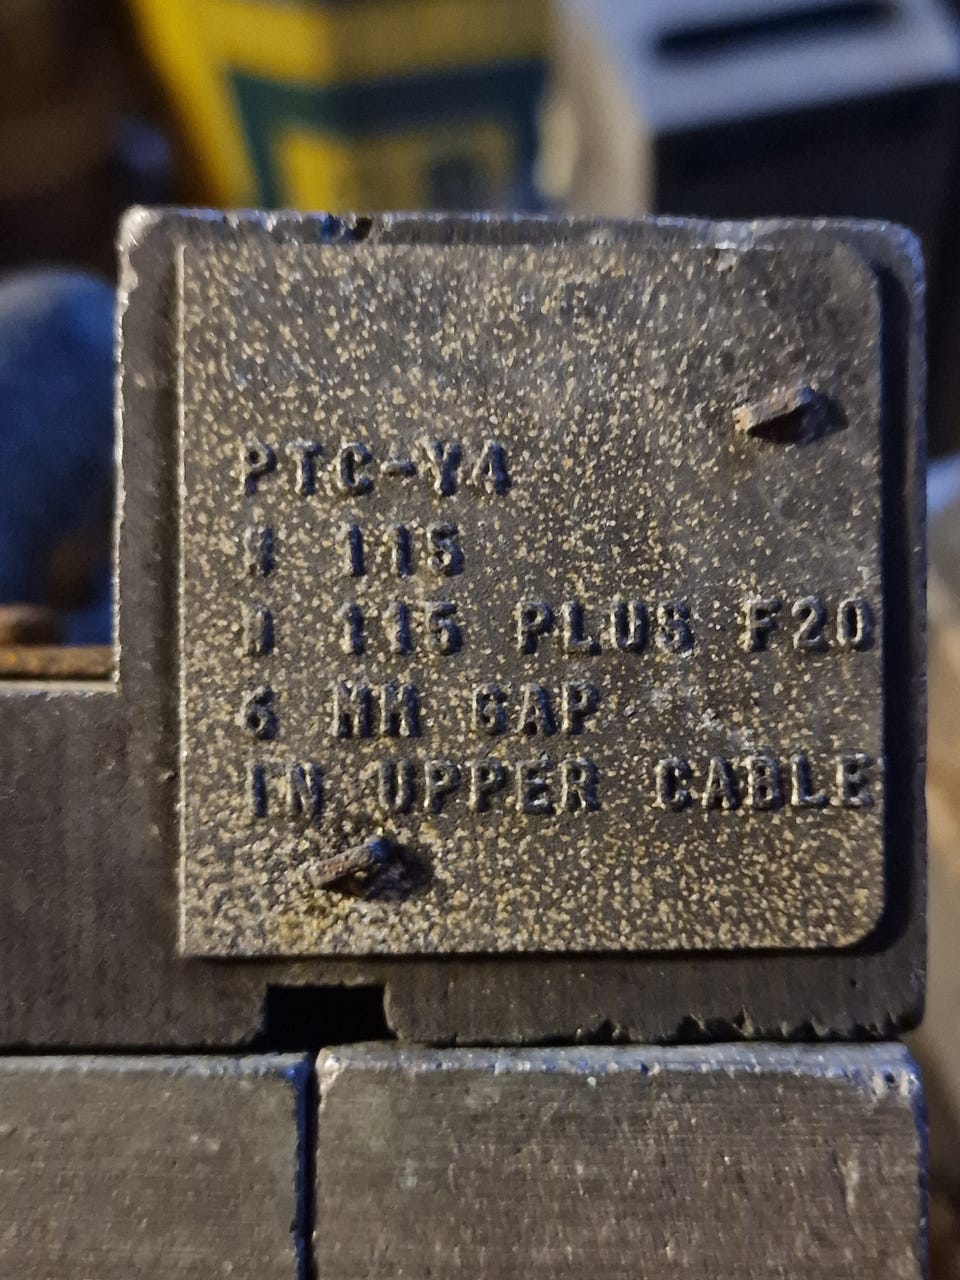 PTC-Y4
115
115 PLUS F20
6 MM GAP
IN UPPER CABLE